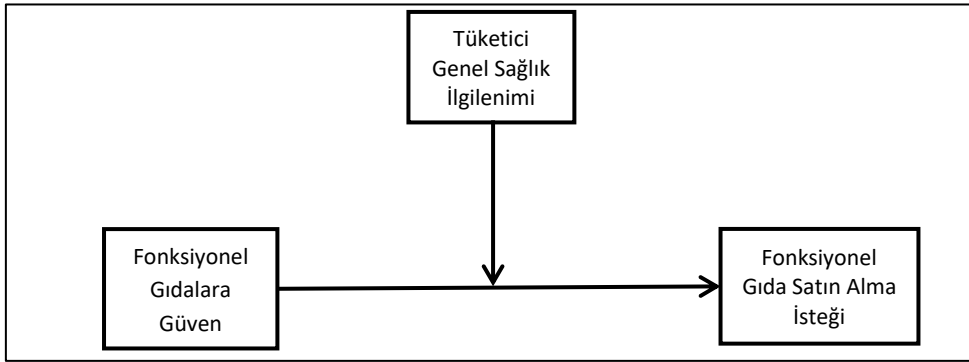 Tüketici
Genel Sağlık
İlgilenimi
Fonksiyonel
Gıdalara
Güven
Fonksiyonel
Gıda Satın Alma
İsteği